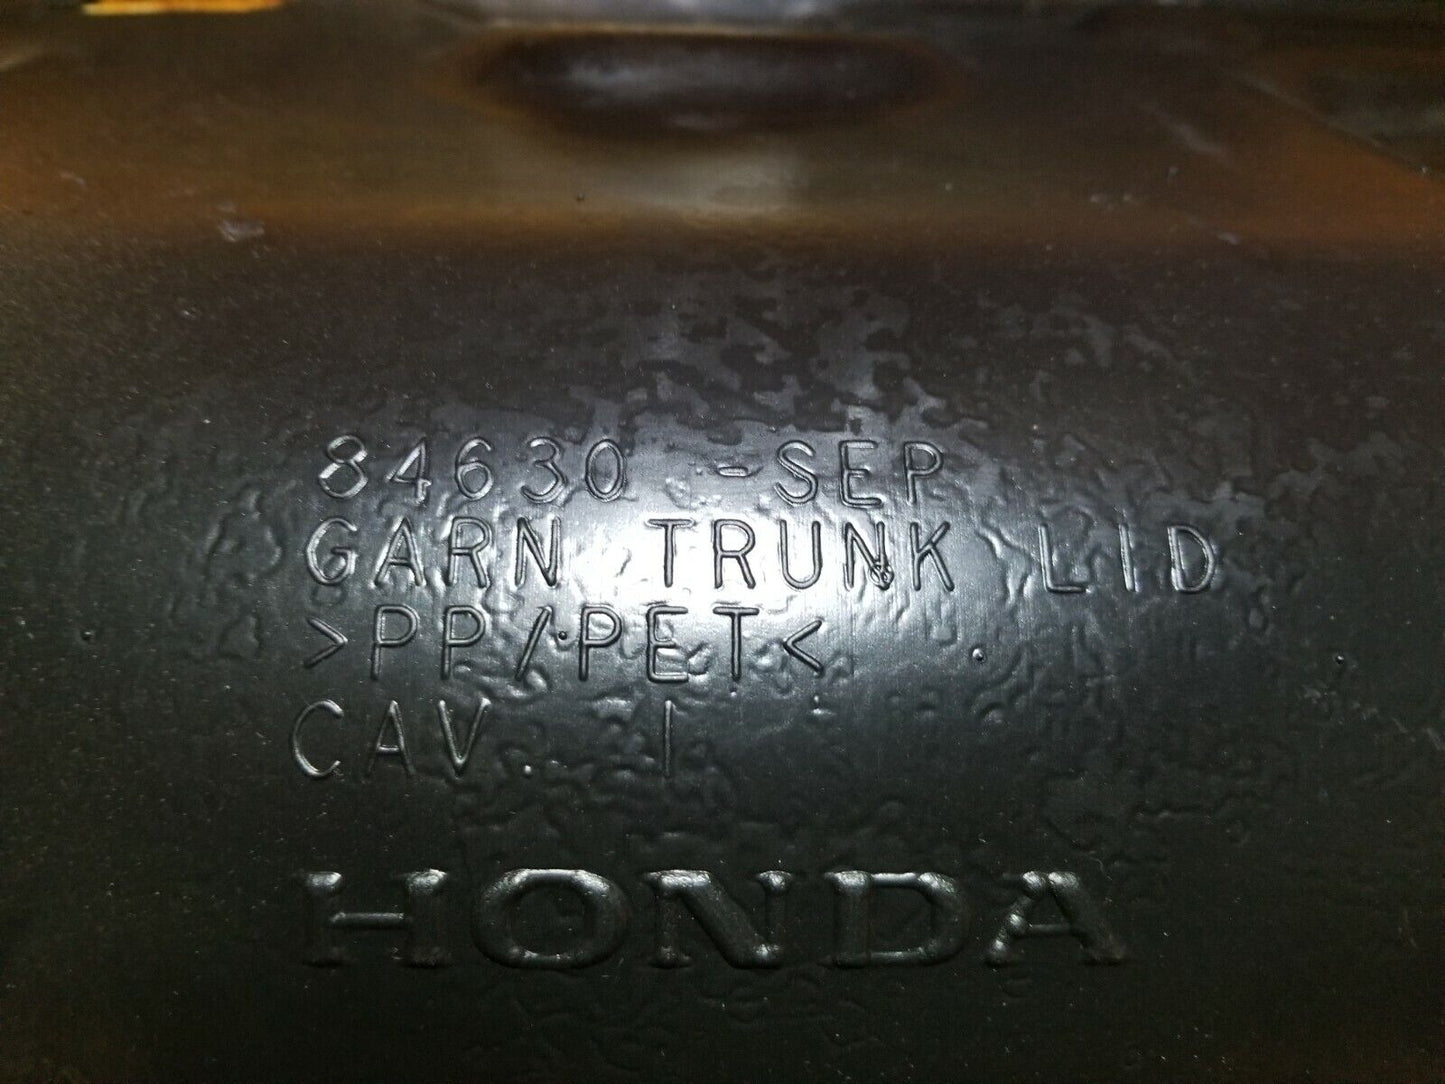 84630 -SEP
GARN TRUNK LID
>PP/PET<
CAV. 1
HONDA